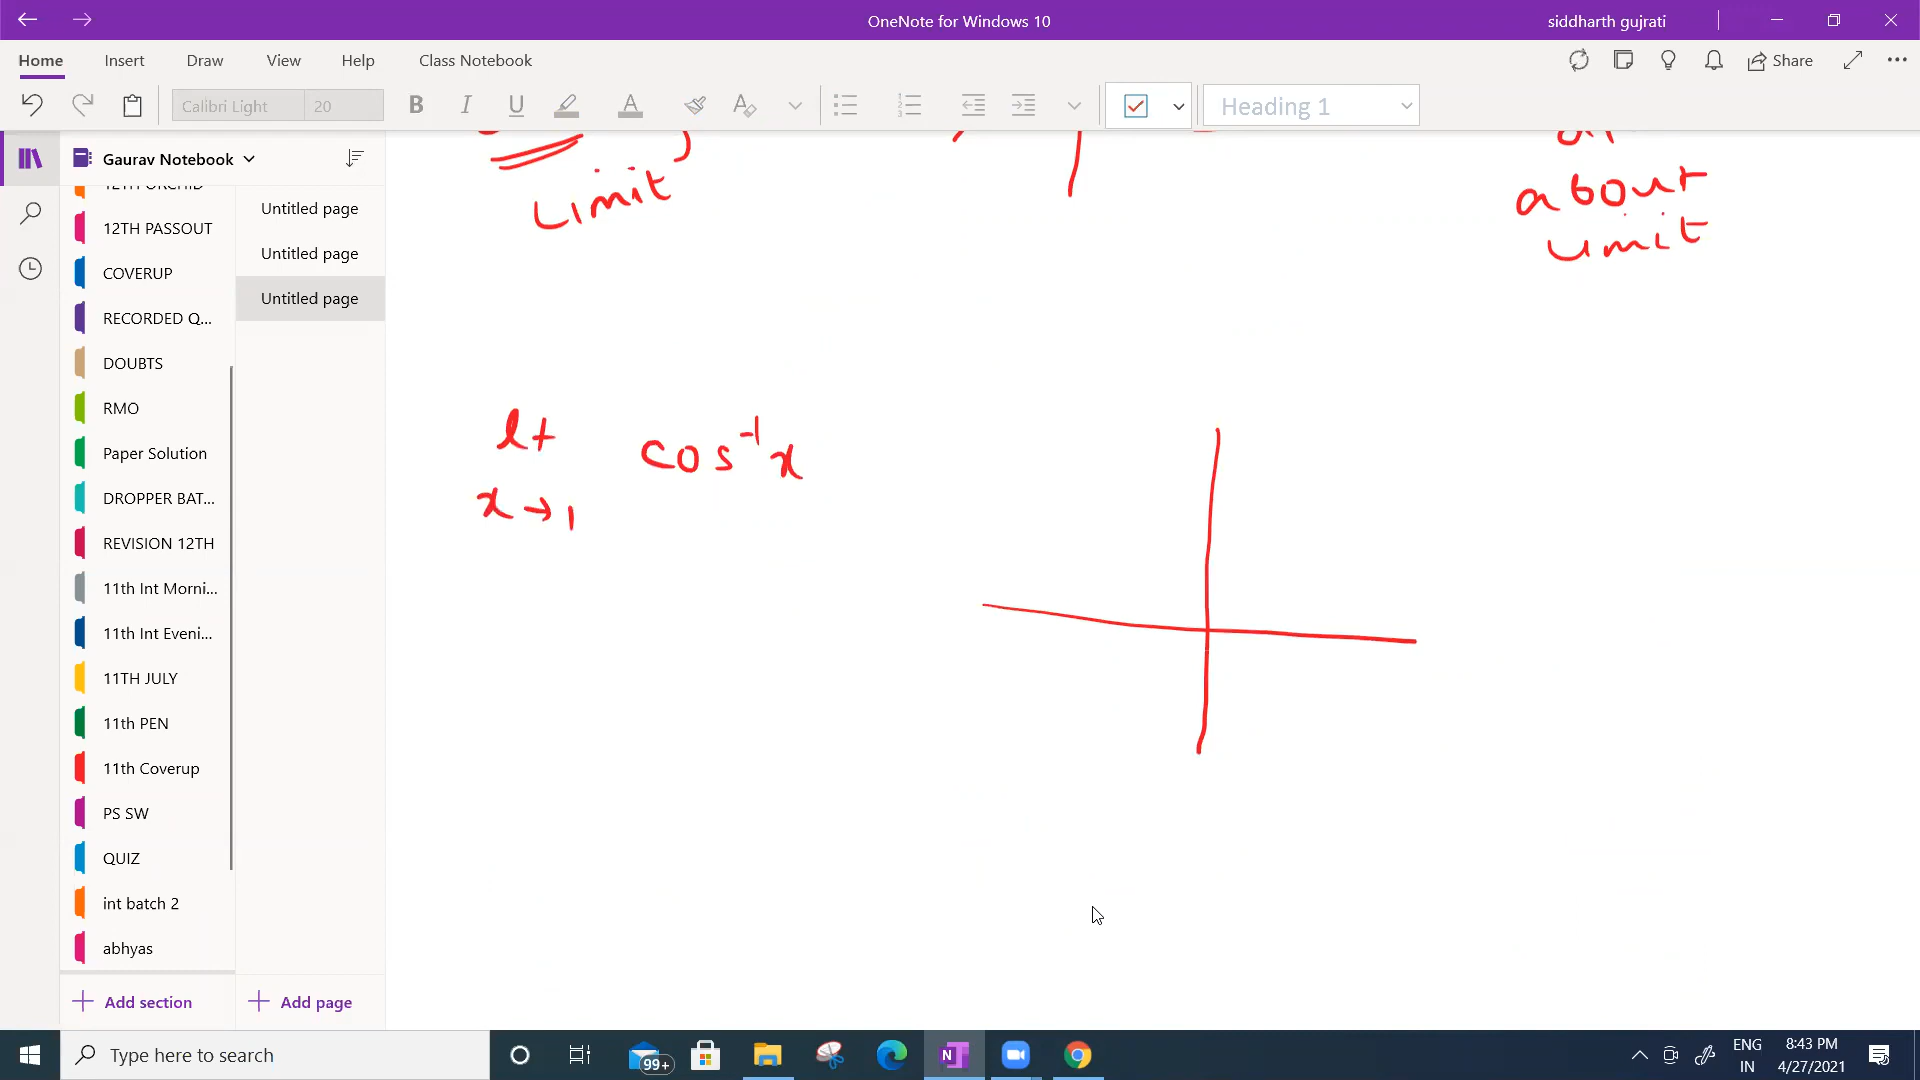 OneNote for Windows 10
siddharth gujrati
Home Insert Draw View Help Class Notebook
Share
Calibri Light 20
B I U A
Heading 1
Gaurav Notebook
12TH ORCHID
12TH PASSOUT
COVERUP
RECORDED Q...
DOUBTS
RMO
Paper Solution
DROPPER BAT...
REVISION 12TH
11th Int Morni...
11th Int Eveni...
11TH JULY
11th PEN
11th Coverup
PS SW
QUIZ
int batch 2
abhyas
Add section
Untitled page
Untitled page
Untitled page
Add page
Limit
about
limit
lt cos⁻¹x
x→1
Type here to search
99+
N
ENG
IN
8:43 PM
4/27/2021